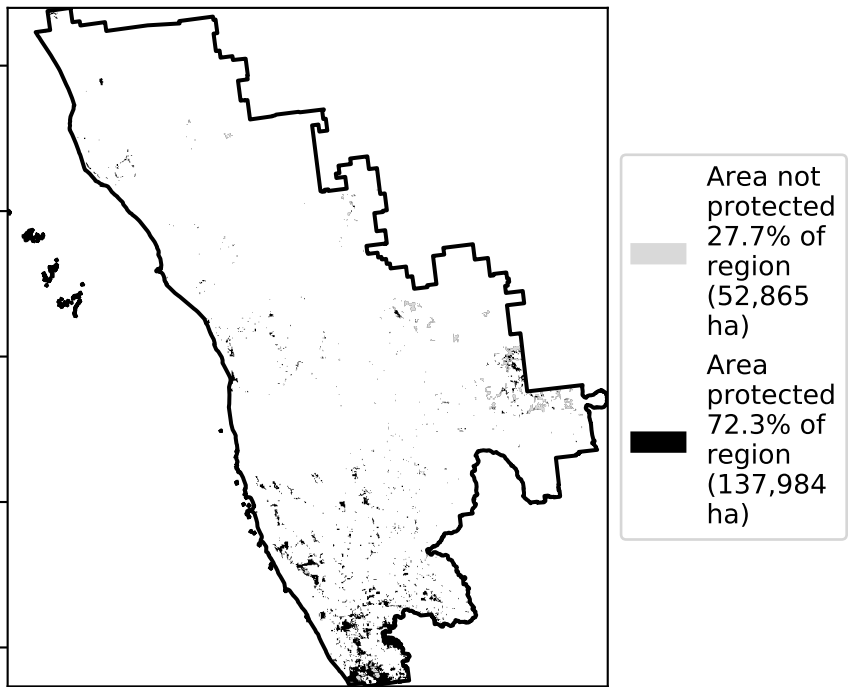 Area not
protected
27.7% of
region
(52,865
ha)
Area
protected
72.3% of
region
(137,984
ha)